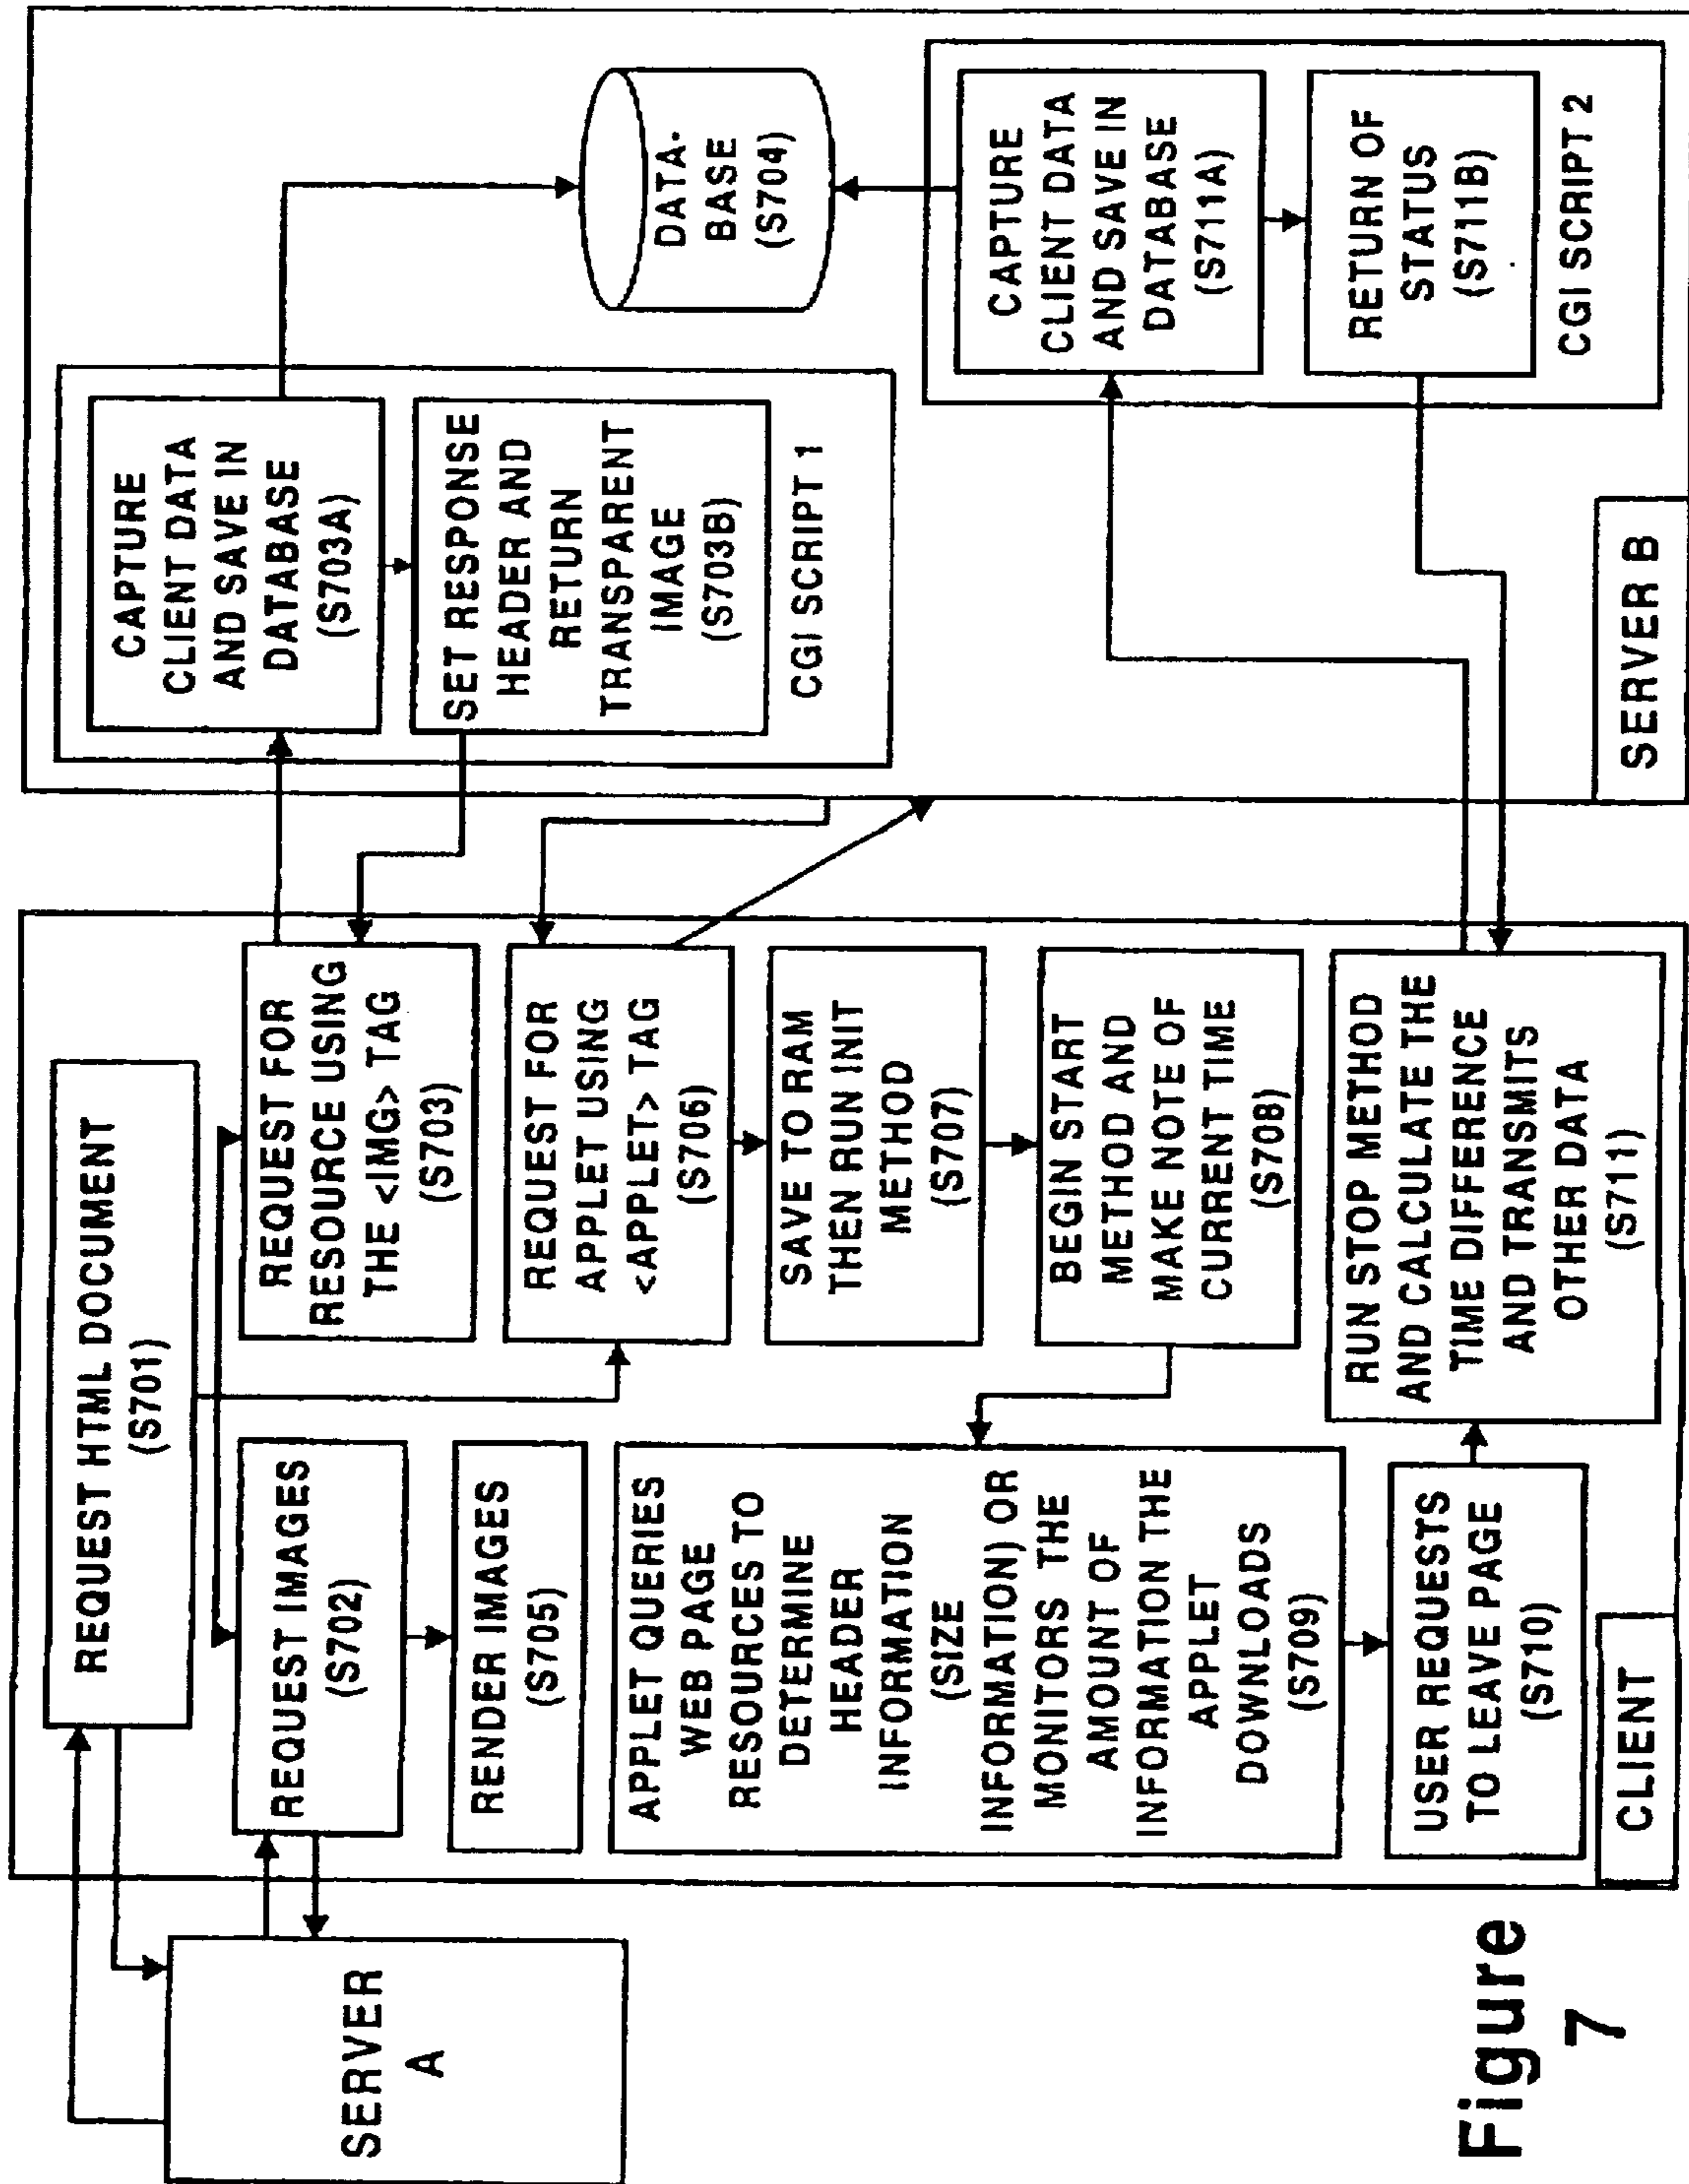 SERVER
A
REQUEST HTML DOCUMENT
(S701)
REQUEST IMAGES
(S702)
RENDER IMAGES
(S705)
APPLET QUERIES
WEB PAGE
RESOURCES TO
DETERMINE
HEADER
INFORMATION
(SIZE
INFORMATION) OR
MONITORS THE
AMOUNT OF
INFORMATION THE
APPLET
DOWNLOADS
(S709)
USER REQUESTS
TO LEAVE PAGE
(S710)
CLIENT
REQUEST FOR
RESOURCE USING
THE <IMG> TAG
(S703)
REQUEST FOR
APPLET USING
<APPLET> TAG
(S706)
SAVE TO RAM
THEN RUN INIT
METHOD
(S707)
BEGIN START
METHOD AND
MAKE NOTE OF
CURRENT TIME
(S708)
RUN STOP METHOD
AND CALCULATE THE
TIME DIFFERENCE
AND TRANSMITS
OTHER DATA
(S711)
CAPTURE
CLIENT DATA
AND SAVE IN
DATABASE
(S703A)
SET RESPONSE
HEADER AND
RETURN
TRANSPARENT
IMAGE
(S703B)
CGI SCRIPT 1
DATA-
BASE
(S704)
CAPTURE
CLIENT DATA
AND SAVE IN
DATABASE
(S711A)
RETURN OF
STATUS
(S711B)
CGI SCRIPT 2
SERVER B
Figure
7